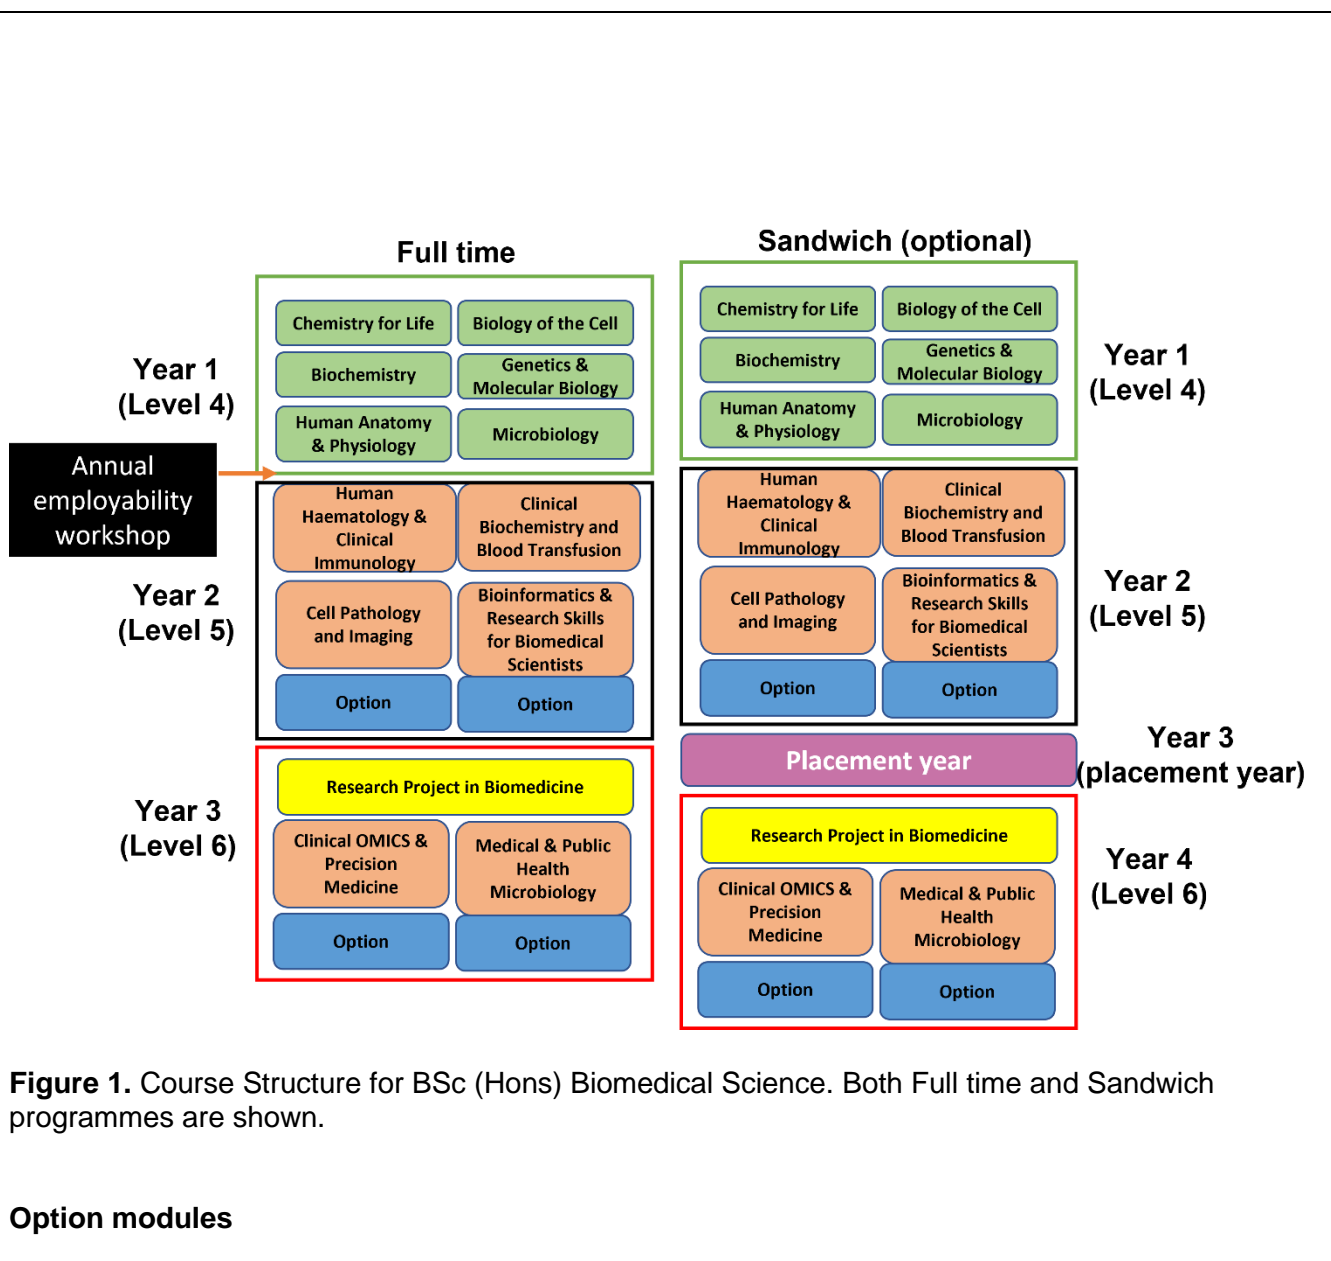 Full time
Chemistry for Life
Biology of the Cell
Biochemistry
Genetics &
Molecular Biology
Human Anatomy
& Physiology
Microbiology
Year 1
(Level 4)
Annual
employability
workshop
Human
Haematology &
Clinical
Immunology
Clinical
Biochemistry and
Blood Transfusion
Cell Pathology
and Imaging
Bioinformatics &
Research Skills
for Biomedical
Scientists
Option
Option
Year 2
(Level 5)
Research Project in Biomedicine
Clinical OMICS &
Precision
Medicine
Medical & Public
Health
Microbiology
Option
Option
Year 3
(Level 6)
Sandwich (optional)
Chemistry for Life
Biology of the Cell
Biochemistry
Genetics &
Molecular Biology
Human Anatomy
& Physiology
Microbiology
Year 1
(Level 4)
Human
Haematology &
Clinical
Immunology
Clinical
Biochemistry and
Blood Transfusion
Cell Pathology
and Imaging
Bioinformatics &
Research Skills
for Biomedical
Scientists
Option
Option
Year 2
(Level 5)
Placement year
Year 3
(placement year)
Research Project in Biomedicine
Clinical OMICS &
Precision
Medicine
Medical & Public
Health
Microbiology
Option
Option
Year 4
(Level 6)
Figure 1. Course Structure for BSc (Hons) Biomedical Science. Both Full time and Sandwich
programmes are shown.
Option modules